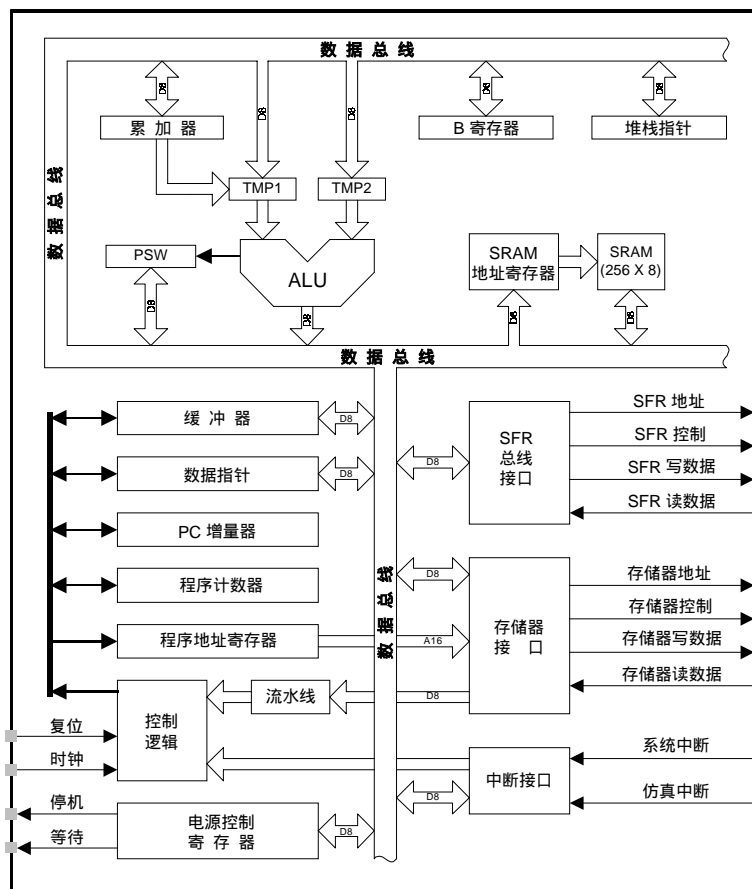 数 据 总 线
D8
D8
D8
D8
D8
累 加 器
B 寄存器
堆栈指针
数 据 总 线
TMP1
TMP2
PSW
ALU
SRAM
地址寄存器
SRAM
(256 X 8)
D8
D8
D8
D8
数 据 总 线
缓 冲 器
D8
数据指针
D8
PC 增量器
程序计数器
程序地址寄存器
A16
数 据 总 线
D8
SFR
总线
接口
SFR 地址
SFR 控制
SFR 写数据
SFR 读数据
D8
存储器
接 口
存储器地址
存储器控制
存储器写数据
存储器读数据
流水线
D8
复位
时钟
控制
逻辑
中断接口
系统中断
仿真中断
D8
停机
等待
电源控制
寄 存 器
D8